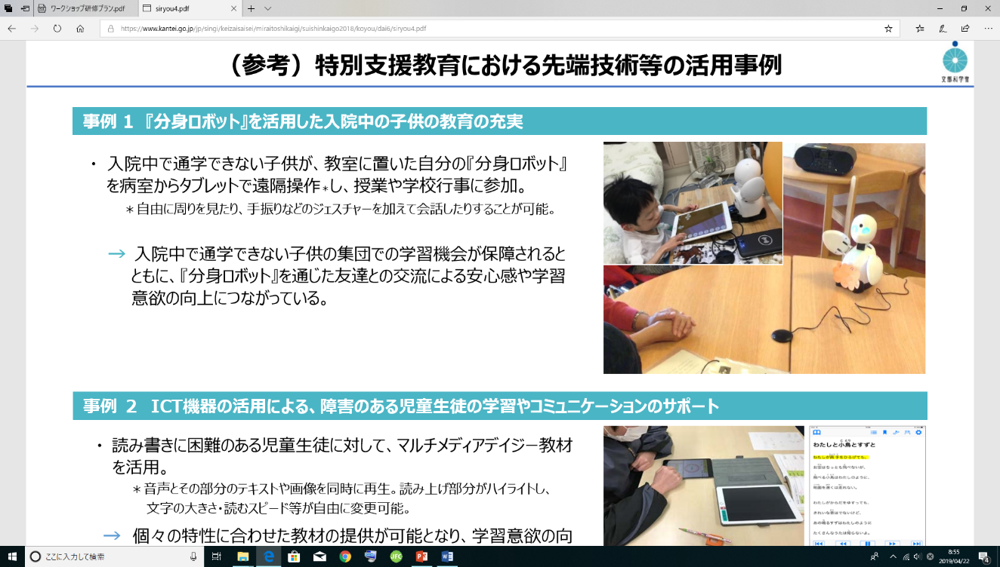 ワークショップ研修プラン.pdf
siryou4.pdf
https://www.kantei.go.jp/jp/singi/keizaisaisei/miraitoshikaigi/suishinkaigo2018/koyou/dai6/siryou4.pdf
（参考）特別支援教育における先端技術等の活用事例
文部科学省
事例 1 『分身ロボット』を活用した入院中の子供の教育の充実
・ 入院中で通学できない子供が、教室に置いた自分の『分身ロボット』
を病室からタブレットで遠隔操作＊し、授業や学校行事に参加。
＊自由に周りを見たり、手振りなどのジェスチャーを加えて会話したりすることが可能。
→ 入院中で通学できない子供の集団での学習機会が保障されると
ともに、『分身ロボット』を通じた友達との交流による安心感や学習
意欲の向上につながっている。
事例 2 ICT機器の活用による、障害のある児童生徒の学習やコミュニケーションのサポート
・ 読み書きに困難のある児童生徒に対して、マルチメディアデイジー教材
を活用。
＊音声とその部分のテキストや画像を同時に再生。読み上げ部分がハイライトし、
文字の大きさ・読むスピード等が自由に変更可能。
→ 個々の特性に合わせた教材の提供が可能となり、学習意欲の向
わたしと小鳥とすずと
わたしが両手をひろげても、
お空はちっとも飛べないが、
飛べる小鳥はわたしのように、
地面を速くは走れない。
わたしがからだをゆすっても、
きれいな音はでないけど、
あの鳴るすずはわたしのように
たくさんなうたは知らないよ。
ここに入力して検索
8:55
2019/04/22
4